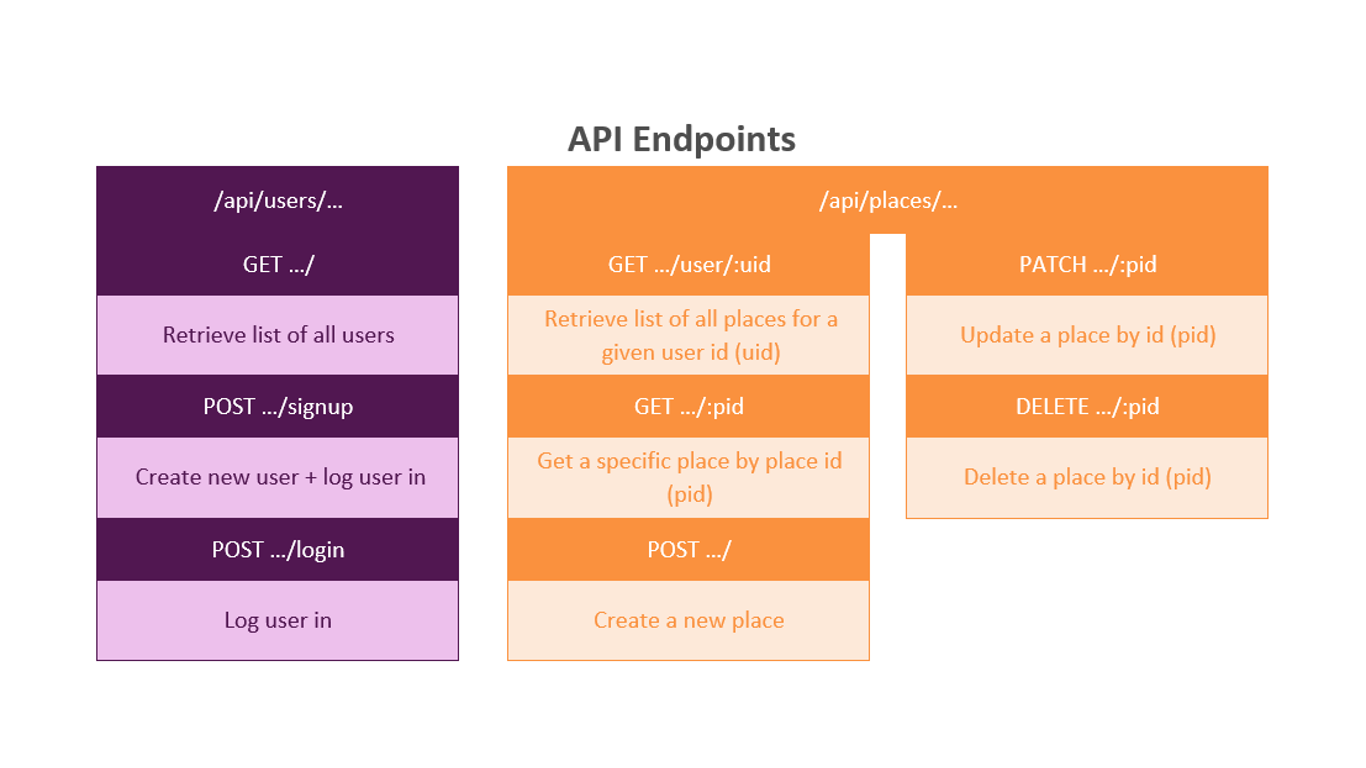 API Endpoints
/api/users/…
GET …/
Retrieve list of all users
POST …/signup
Create new user + log user in
POST …/login
Log user in
/api/places/…
GET …/user/:uid
Retrieve list of all places for a
given user id (uid)
GET …/:pid
Get a specific place by place id
(pid)
POST …/
Create a new place
PATCH …/:pid
Update a place by id (pid)
DELETE …/:pid
Delete a place by id (pid)